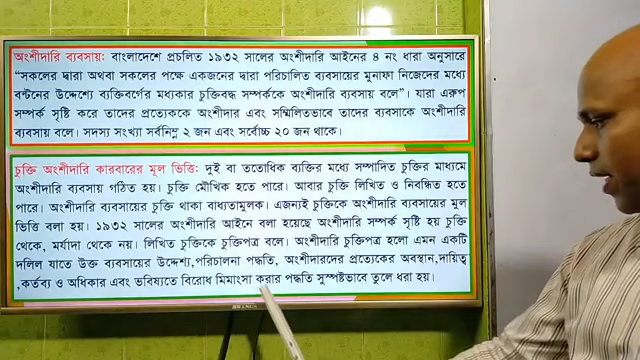 অংশীদারি ব্যবসায়: বাংলাদেশে প্রচলিত ১৯৩২ সালের অংশীদারি আইনের ৪ নং ধারা অনুসারে
“সকলের দ্বারা অথবা সকলের পক্ষে একজনের দ্বারা পরিচালিত ব্যবসায়ের মুনাফা নিজেদের মধ্যে
বন্টনের উদ্দেশ্যে ব্যক্তিবর্গের মধ্যকার চুক্তিবদ্ধ সম্পর্ককে অংশীদারি ব্যবসায় বলে”। যারা এরুপ
সম্পর্ক সৃষ্টি করে তাদের প্রত্যেককে অংশীদার এবং সম্মিলিতভাবে তাদের ব্যবসাকে অংশীদারি
ব্যবসায় বলে। সদস্য সংখ্যা সর্বনিম্ন ২ জন এবং সর্বোচ্চ ২০ জন থাকে।
চুক্তি অংশীদারি কারবারের মূল ভিত্তি: দুই বা ততোধিক ব্যক্তির মধ্যে সম্পাদিত চুক্তির মাধ্যমে
অংশীদারি ব্যবসায় গঠিত হয়। চুক্তি মৌখিক হতে পারে। আবার চুক্তি লিখিত ও নিবন্ধিত হতে
পারে। অংশীদারি ব্যবসায়ের চুক্তি থাকা বাধ্যতামুলক। এজন্যই চুক্তিকে অংশীদারি ব্যবসায়ের মূল
ভিত্তি বলা হয়। ১৯৩২ সালের অংশীদারি আইনে বলা হয়েছে অংশীদারি সম্পর্ক সৃষ্টি হয় চুক্তি
থেকে, মর্যাদা থেকে নয়। লিখিত চুক্তিকে চুক্তিপত্র বলে। অংশীদারি চুক্তিপত্র হলো এমন একটি
দলিল যাতে উক্ত ব্যবসায়ের উদ্দেশ্য,পরিচালনা পদ্ধতি, অংশীদারদের প্রত্যেকের অবস্থান,দায়িত্ব
,কর্তব্য ও অধিকার এবং ভবিষ্যতে বিরোধ মিমাংসা করার পদ্ধতি সুস্পষ্টভাবে তুলে ধরা হয়।